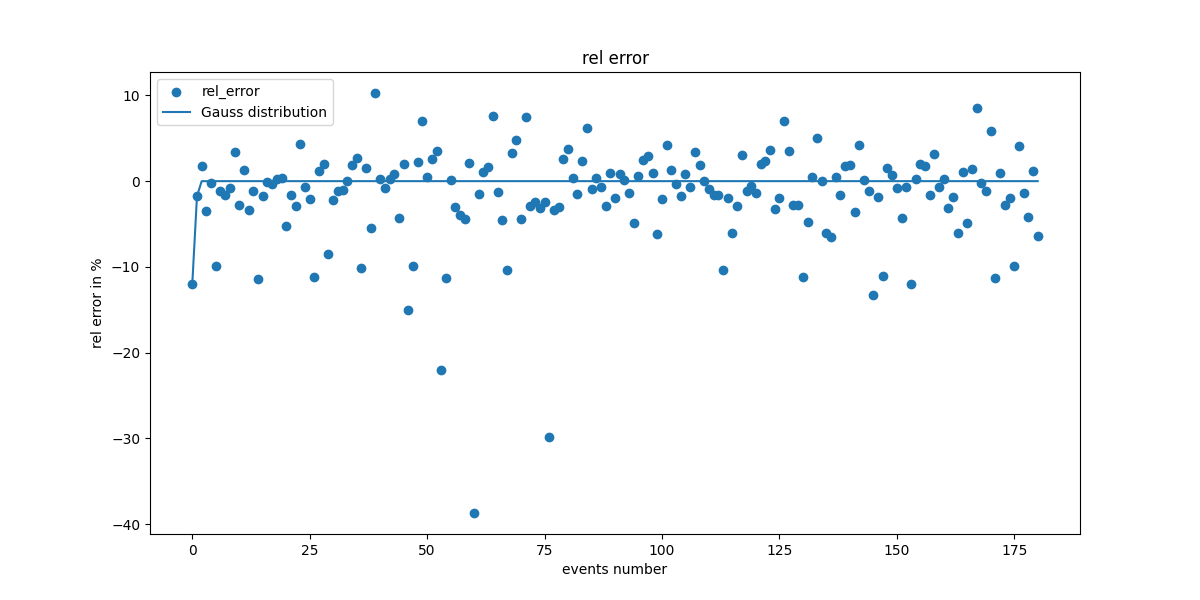 rel error
rel_error
Gauss distribution
rel error in %
10
0
−10
−20
−30
−40
0 25 50 75 100 125 150 175
events number